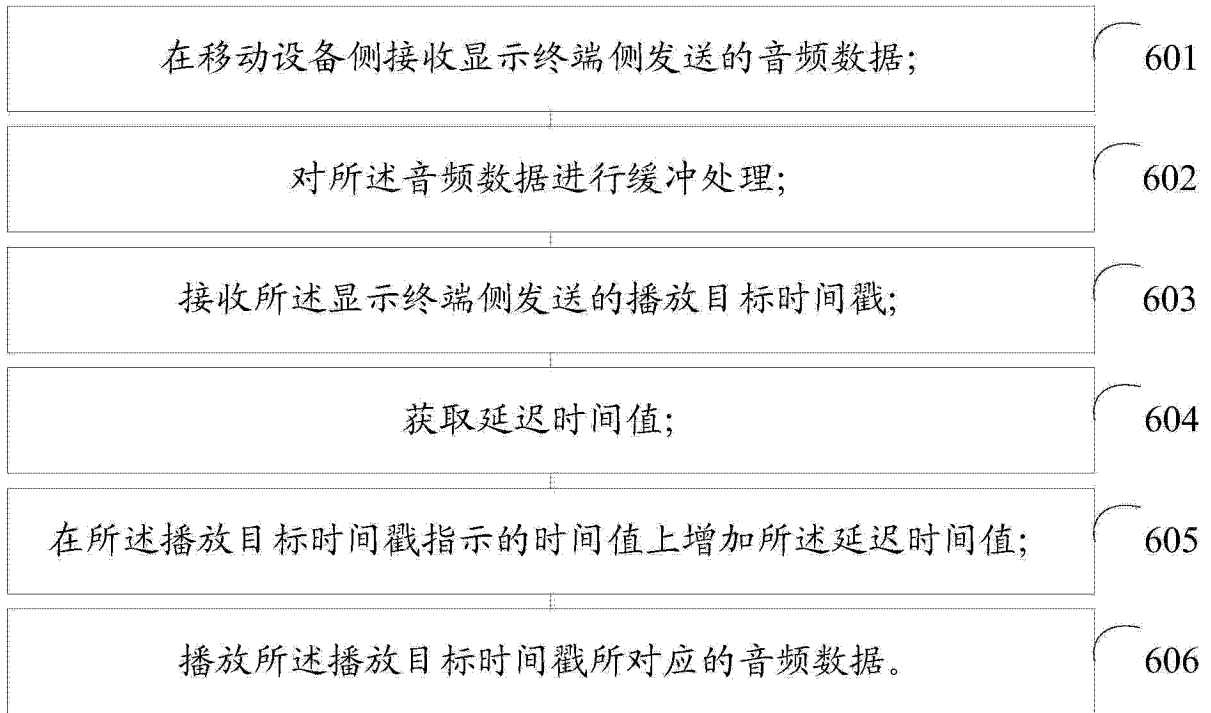 在移动设备侧接收显示终端侧发送的音频数据; 601
对所述音频数据进行缓冲处理; 602
接收所述显示终端侧发送的播放目标时间戳; 603
获取延迟时间值; 604
在所述播放目标时间戳指示的时间值上增加所述延迟时间值; 605
播放所述播放目标时间戳所对应的音频数据。 606